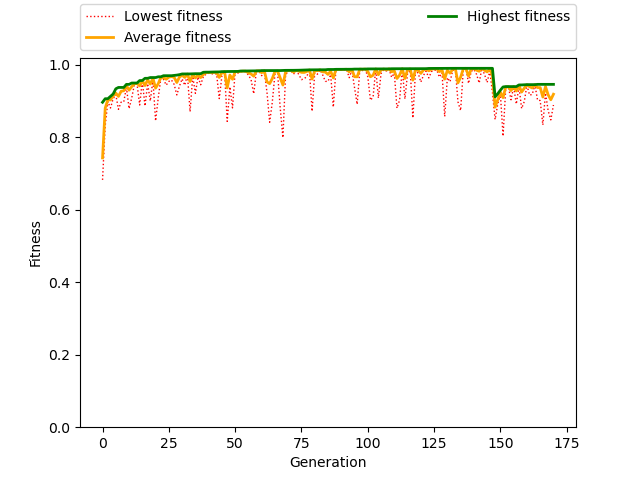 Lowest fitness
Average fitness
Highest fitness
1.0
0.8
0.6
0.4
0.2
0.0
Fitness
0 25 50 75 100 125 150 175
Generation